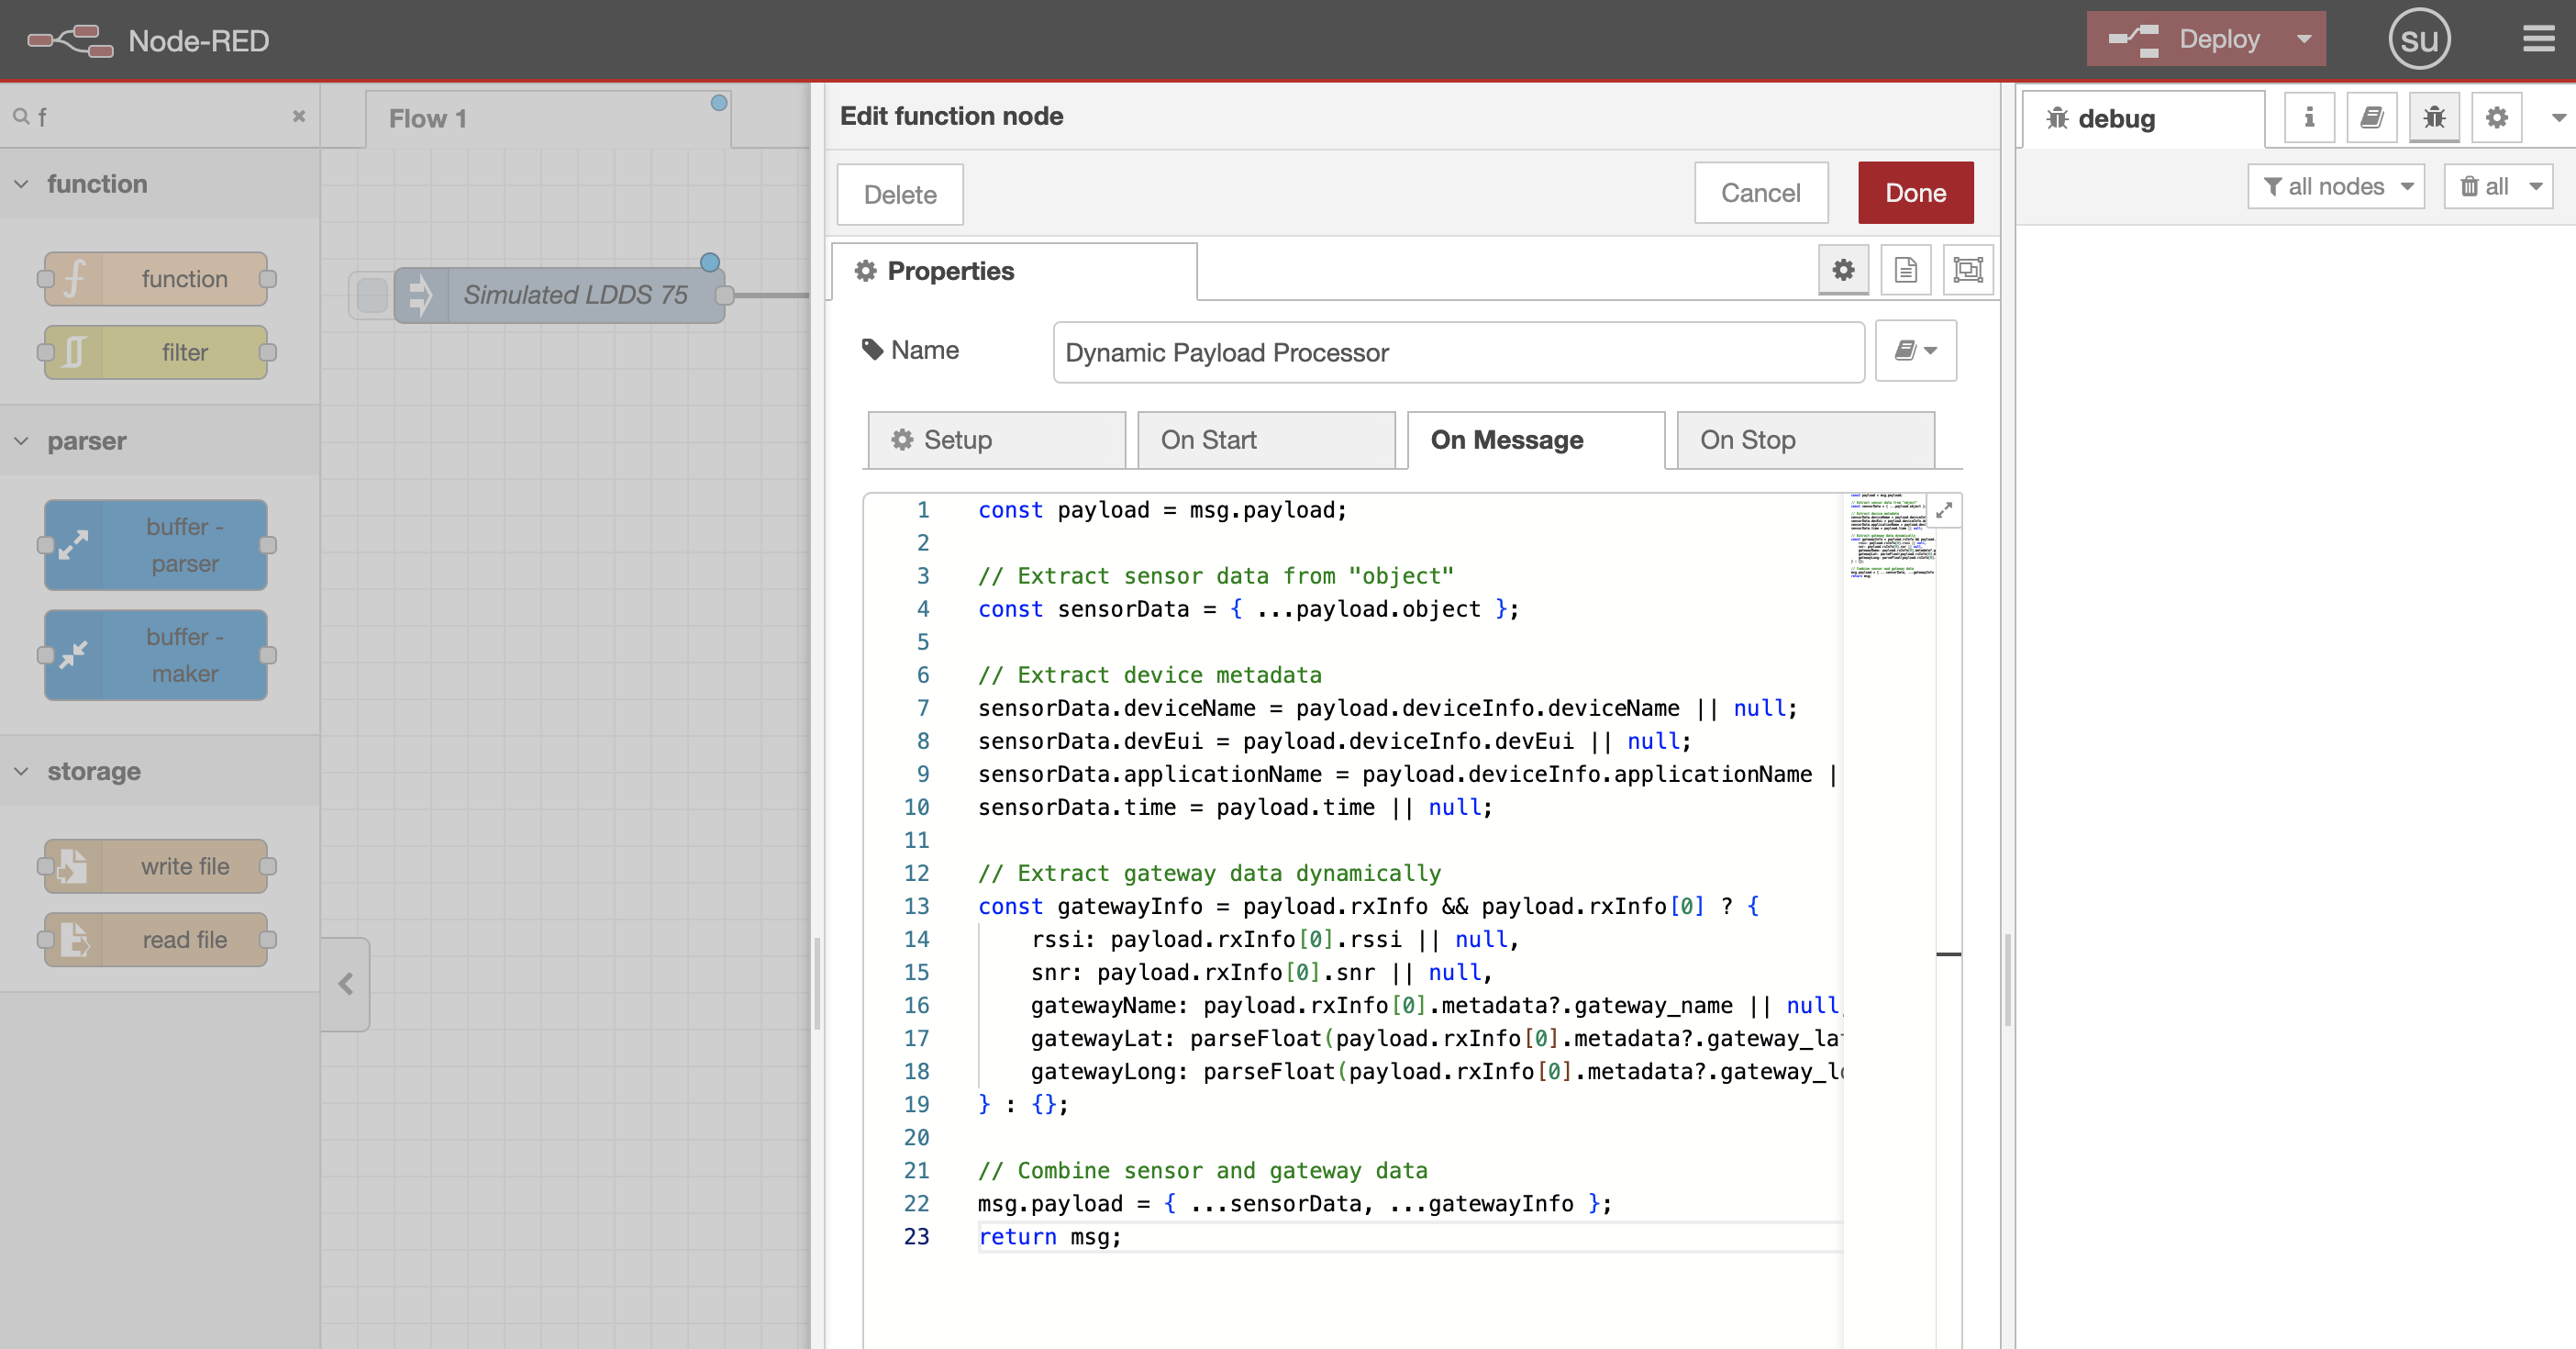 Node-RED
Deploy
su
f
Flow 1
function
function
filter
parser
buffer -
parser
buffer -
maker
storage
write file
read file
Simulated LDDS 75
Edit function node
Delete
Cancel
Done
Properties
Name
Dynamic Payload Processor
Setup
On Start
On Message
On Stop
1 const payload = msg.payload;
2
3 // Extract sensor data from "object"
4 const sensorData = { ...payload.object };
5
6 // Extract device metadata
7 sensorData.deviceName = payload.deviceInfo.deviceName || null;
8 sensorData.devEui = payload.deviceInfo.devEui || null;
9 sensorData.applicationName = payload.deviceInfo.applicationName |
10 sensorData.time = payload.time || null;
11
12 // Extract gateway data dynamically
13 const gatewayInfo = payload.rxInfo && payload.rxInfo[0] ? {
14 rssi: payload.rxInfo[0].rssi || null,
15 snr: payload.rxInfo[0].snr || null,
16 gatewayName: payload.rxInfo[0].metadata?.gateway_name || null,
17 gatewayLat: parseFloat(payload.rxInfo[0].metadata?.gateway_la
18 gatewayLong: parseFloat(payload.rxInfo[0].metadata?.gateway_l
19 } : {};
20
21 // Combine sensor and gateway data
22 msg.payload = { ...sensorData, ...gatewayInfo };
23 return msg;
debug
i
all nodes
all